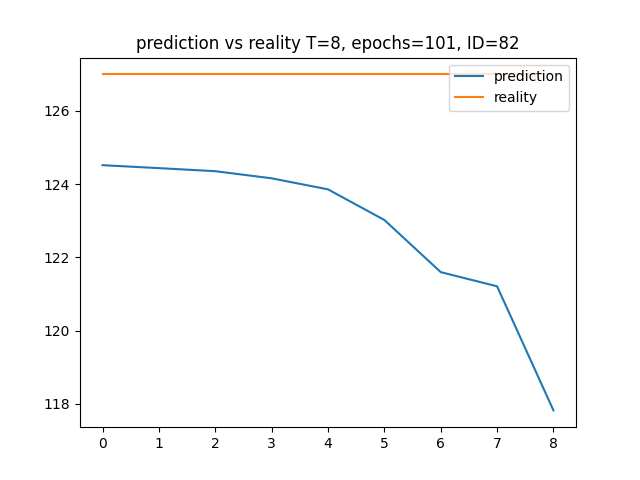 prediction vs reality T=8, epochs=101, ID=82
prediction
reality
126
124
122
120
118
0 1 2 3 4 5 6 7 8